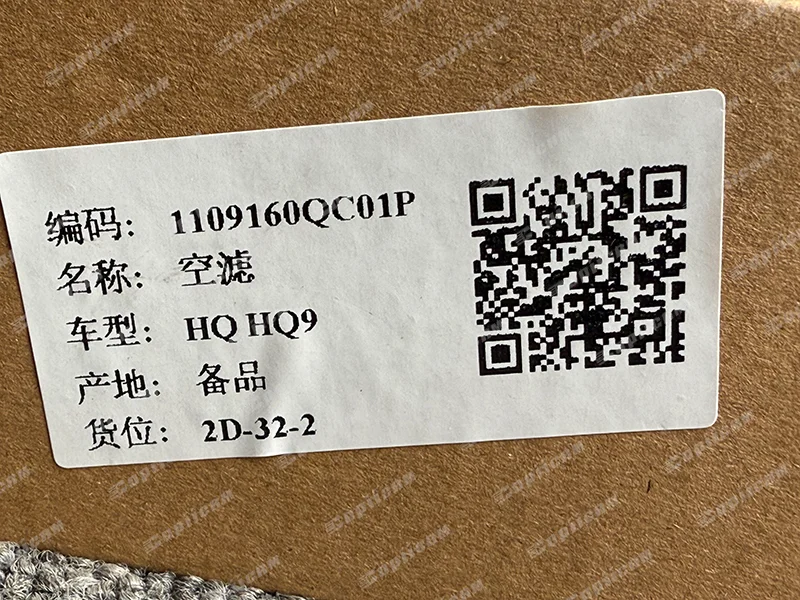 编码: 1109160QC01P
名称: 空滤
车型: HQ HQ9
产地: 备品
货位: 2D-32-2